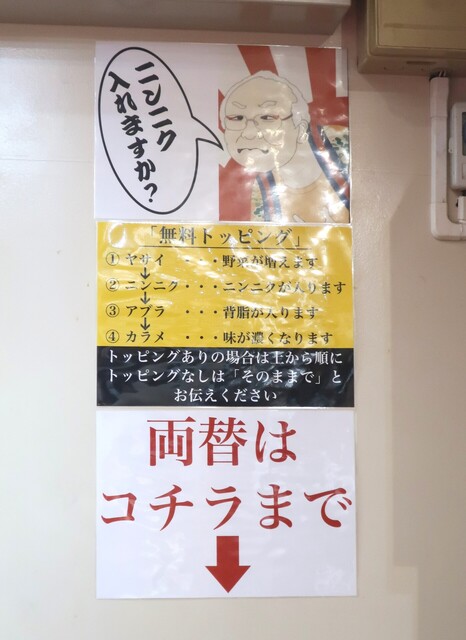 ニンニク
入れますか?
「無料トッピング」
① ヤサイ ・・・野菜が増えます
↓
② ニンニク・・・ニンニクが入ります
↓
③ アブラ ・・・背脂が入ります
↓
④ カラメ ・・・味が濃くなります
トッピングありの場合は上から順に
トッピングなしは「そのままで」と
お伝えください
両替は
コチラまで
↓